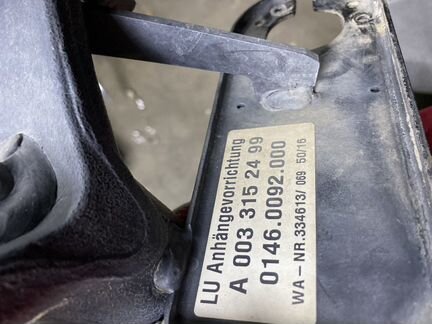 LU Anhängevorrichtung
A 003 315 24 99
0146.0092.000
WA-NR.334613/ 069 50/16